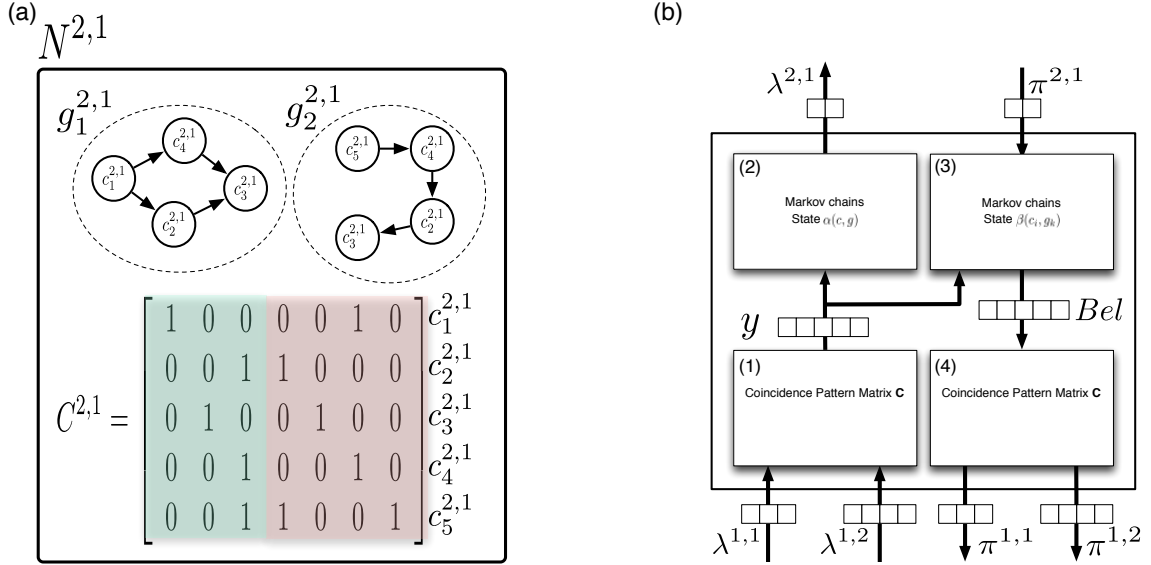 (a)
N^{2,1}
g_1^{2,1}
g_2^{2,1}
c_1^{2,1}
c_4^{2,1}
c_2^{2,1}
c_3^{2,1}
c_5^{2,1}
c_4^{2,1}
c_3^{2,1}
c_2^{2,1}
C^{2,1} =
1 0 0 0 0 1 0 c_1^{2,1}
0 0 1 1 0 0 0 c_2^{2,1}
0 1 0 0 1 0 0 c_3^{2,1}
0 0 1 0 0 1 0 c_4^{2,1}
0 0 1 1 0 0 1 c_5^{2,1}
(b)
λ^{2,1}
π^{2,1}
(2)
Markov chains
State α(c, g)
(3)
Markov chains
State β(c_i, g_k)
y
Bel
(1)
Coincidence Pattern Matrix C
(4)
Coincidence Pattern Matrix C
λ^{1,1}
λ^{1,2}
π^{1,1}
π^{1,2}